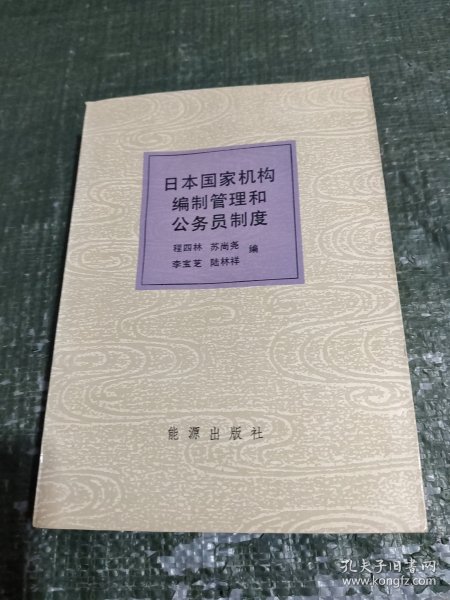 日本国家机构
编制管理和
公务员制度
程四林 苏尚尧 编
李宝芝 陆林祥
能源出版社
孔夫子旧书网
www.kongfz.com